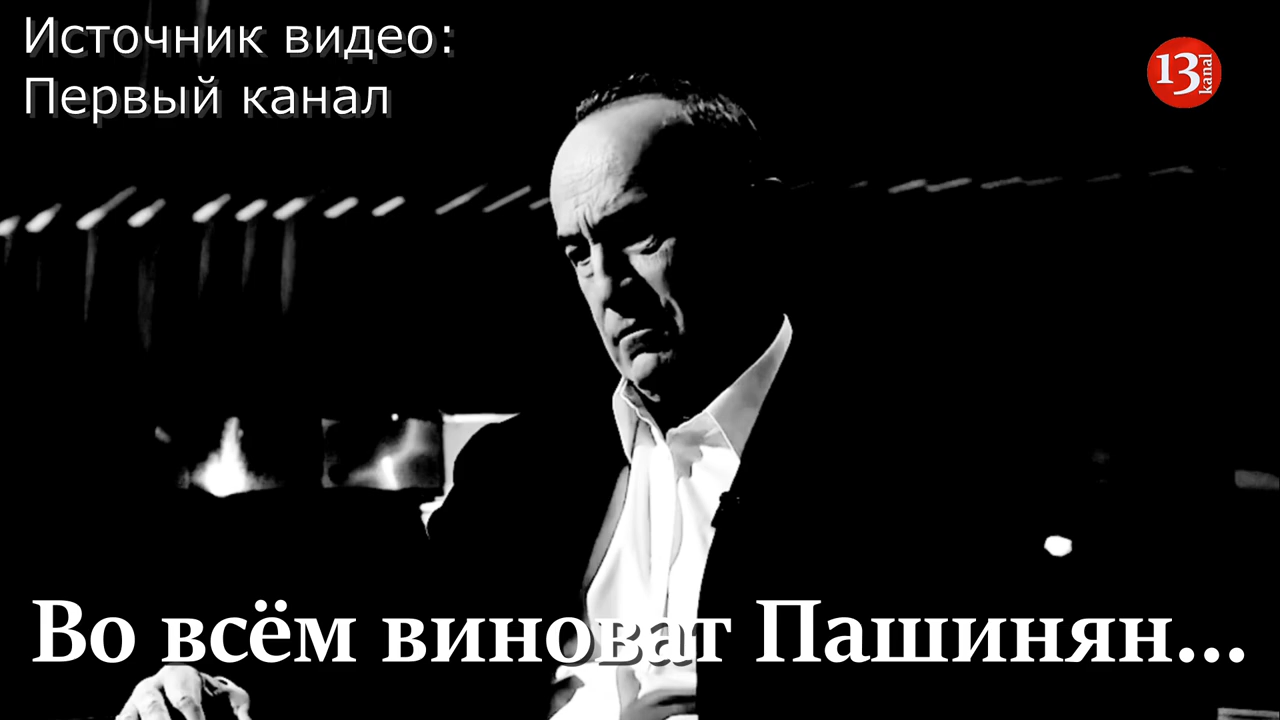 Источник видео:
Первый канал
13
kanal
Во всём виноват Пашинян...